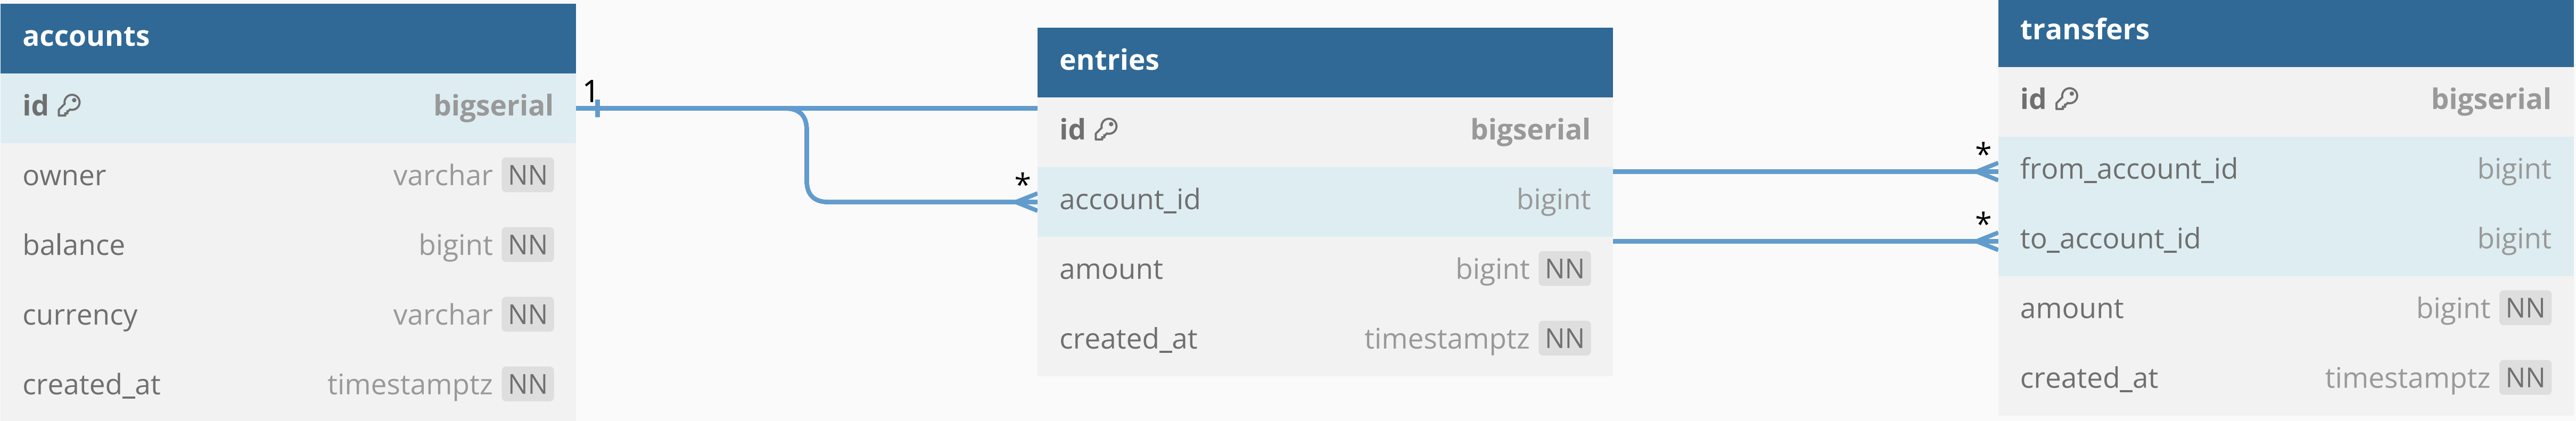 accounts
id bigserial
owner varchar NN
balance bigint NN
currency varchar NN
created_at timestamptz NN
1
*
entries
id bigserial
account_id bigint
amount bigint NN
created_at timestamptz NN
*
*
transfers
id bigserial
from_account_id bigint
to_account_id bigint
amount bigint NN
created_at timestamptz NN